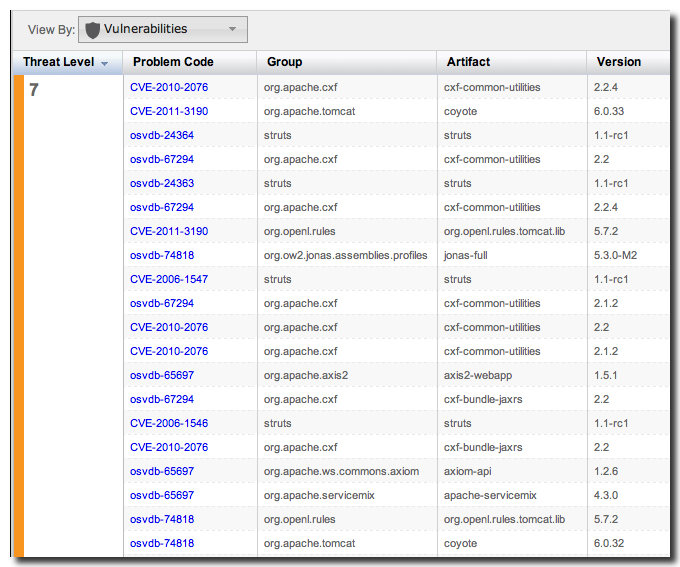 View By: Vulnerabilities
Threat Level Problem Code Group Artifact Version
7 CVE-2010-2076 org.apache.cxf cxf-common-utilities 2.2.4
CVE-2011-3190 org.apache.tomcat coyote 6.0.33
osvdb-24364 struts struts 1.1-rc1
osvdb-67294 org.apache.cxf cxf-common-utilities 2.2
osvdb-24363 struts struts 1.1-rc1
osvdb-67294 org.apache.cxf cxf-common-utilities 2.2.4
CVE-2011-3190 org.openl.rules org.openl.rules.tomcat.lib 5.7.2
osvdb-74818 org.ow2.jonas.assemblies.profiles jonas-full 5.3.0-M2
CVE-2006-1547 struts struts 1.1-rc1
osvdb-67294 org.apache.cxf cxf-common-utilities 2.1.2
CVE-2010-2076 org.apache.cxf cxf-common-utilities 2.2
CVE-2010-2076 org.apache.cxf cxf-common-utilities 2.1.2
osvdb-65697 org.apache.axis2 axis2-webapp 1.5.1
osvdb-67294 org.apache.cxf cxf-bundle-jaxrs 2.2
CVE-2006-1546 struts struts 1.1-rc1
CVE-2010-2076 org.apache.cxf cxf-bundle-jaxrs 2.2
osvdb-65697 org.apache.ws.commons.axiom axiom-api 1.2.6
osvdb-65697 org.apache.servicemix apache-servicemix 4.3.0
osvdb-74818 org.openl.rules org.openl.rules.tomcat.lib 5.7.2
osvdb-74818 org.apache.tomcat coyote 6.0.32